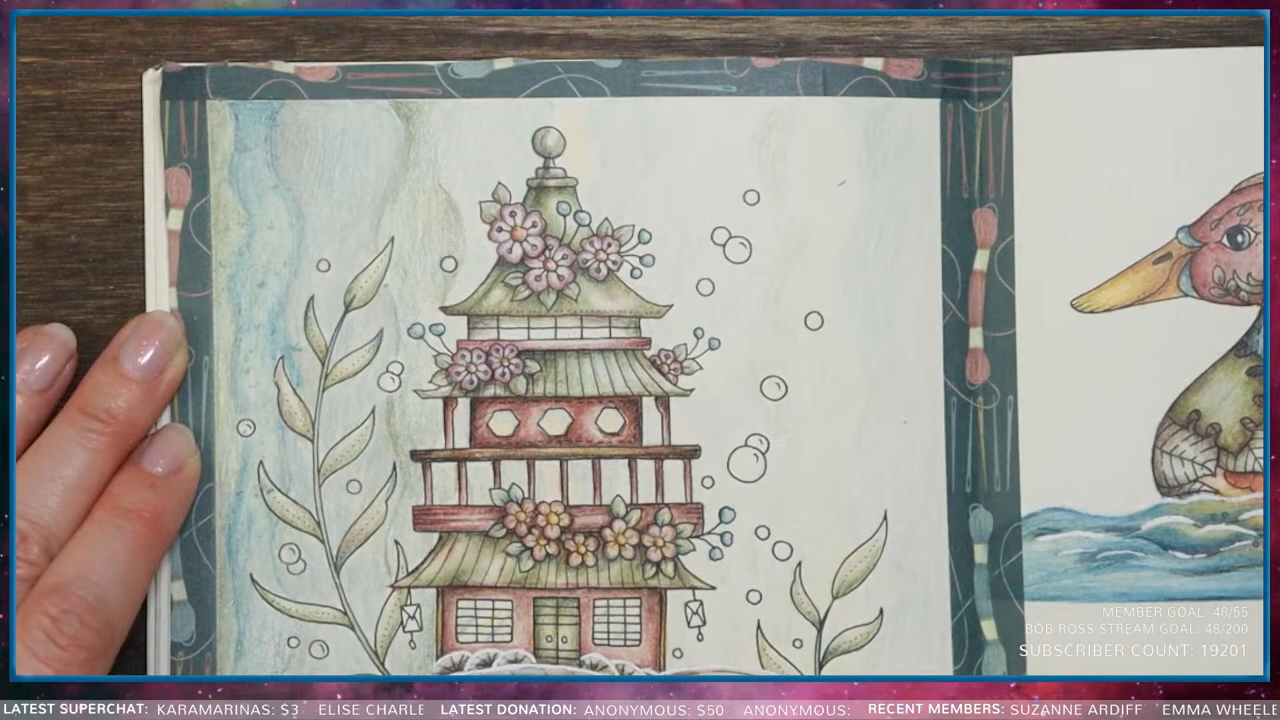 MEMBER GOAL: 48/55
BOB ROSS STREAM GOAL: 48/200
SUBSCRIBER COUNT: 19201
LATEST SUPERCHAT: KARAMARINAS: $3 ELISE CHARLE LATEST DONATION: ANONYMOUS: $50 ANONYMOUS: RECENT MEMBERS: SUZANNE ARDIFF EMMA WHEELE